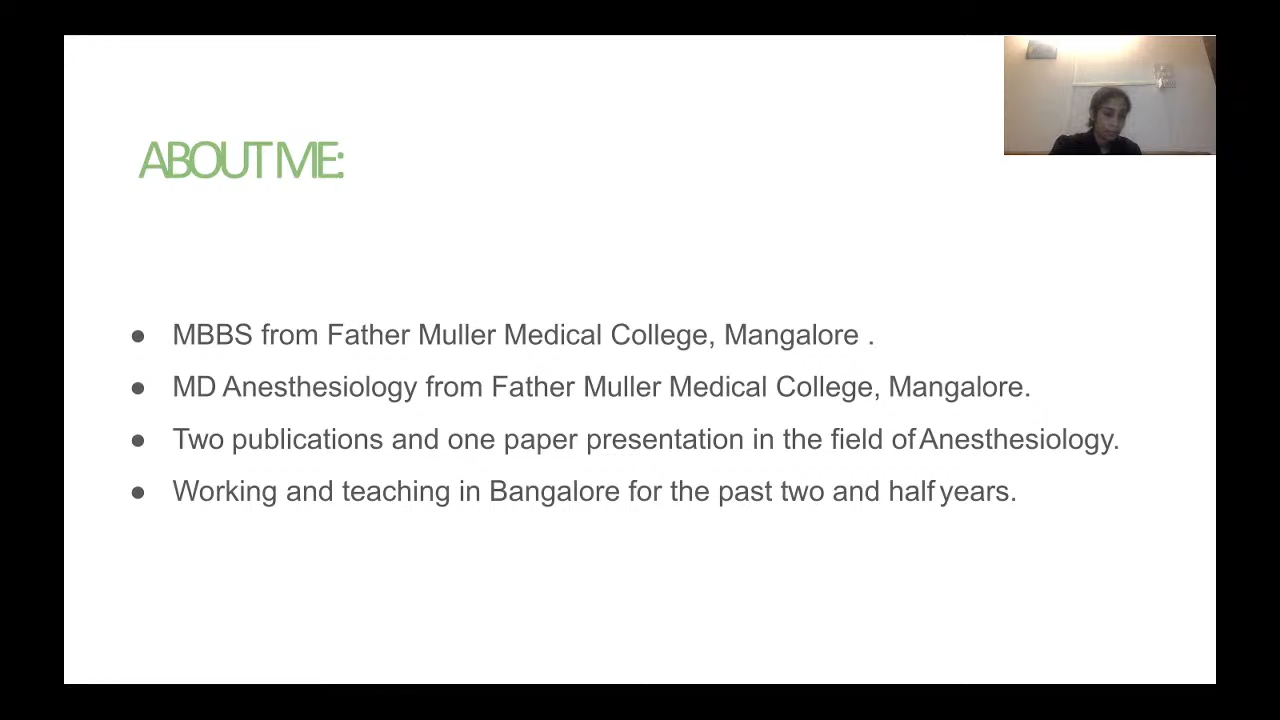 ABOUT ME:
● MBBS from Father Muller Medical College, Mangalore .
● MD Anesthesiology from Father Muller Medical College, Mangalore.
● Two publications and one paper presentation in the field of Anesthesiology.
● Working and teaching in Bangalore for the past two and half years.